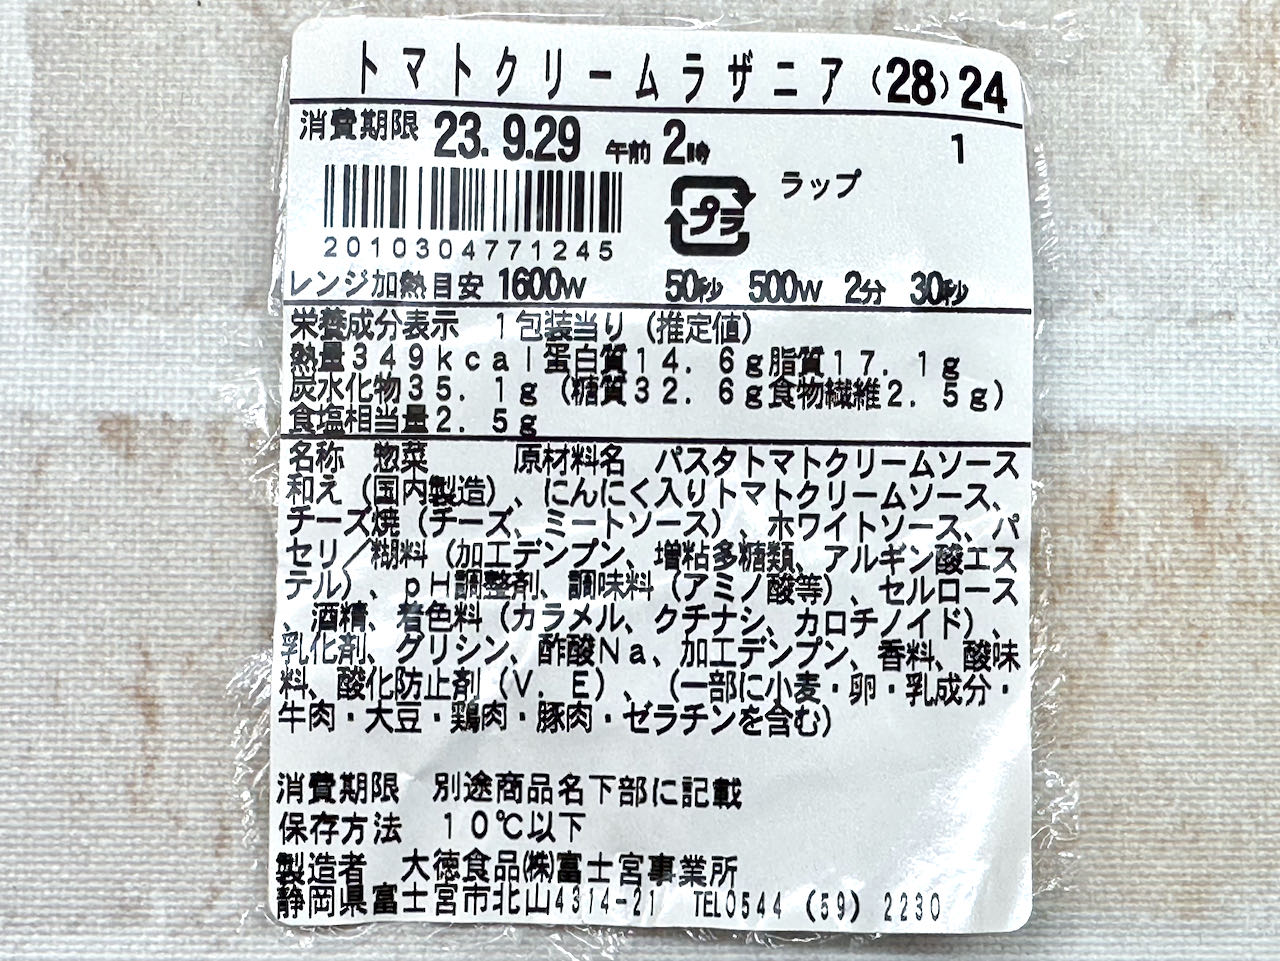 トマトクリームラザニア(28)24
消費期限 23.9.29 午前2時 1
プラ ラップ
2010304771245
レンジ加熱目安 1600W 50秒 500W 2分 30秒
栄養成分表示 1包装当り(推定値)
熱量349kcal蛋白質14.6g脂質17.1g
炭水化物35.1g(糖質32.6g食物繊維2.5g)
食塩相当量2.5g
名称 惣菜 原材料名 パスタトマトクリームソース
和え(国内製造)、にんにく入りトマトクリームソース、
チーズ焼(チーズ、ミートソース)、ホワイトソース、パ
セリ/糊料(加工デンプン、増粘多糖類、アルギン酸エス
テル)、pH調整剤、調味料(アミノ酸等)、セルロース
、酒精、着色料(カラメル、クチナシ、カロチノイド)、
乳化剤、グリシン、酢酸Na、加工デンプン、香料、酸味
料、酸化防止剤(V.E)、(一部に小麦・卵・乳成分・
牛肉・大豆・鶏肉・豚肉・ゼラチンを含む)
消費期限 別途商品名下部に記載
保存方法 10℃以下
製造者 大徳食品㈱富士宮事業所
静岡県富士宮市北山4314-21 TEL0544(59)2230